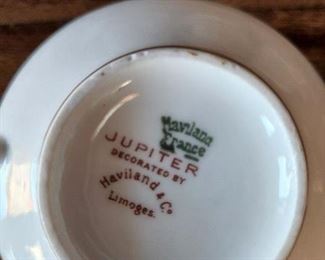 Haviland
France
JUPITER
DECORATED BY
Haviland & Co
Limoges.